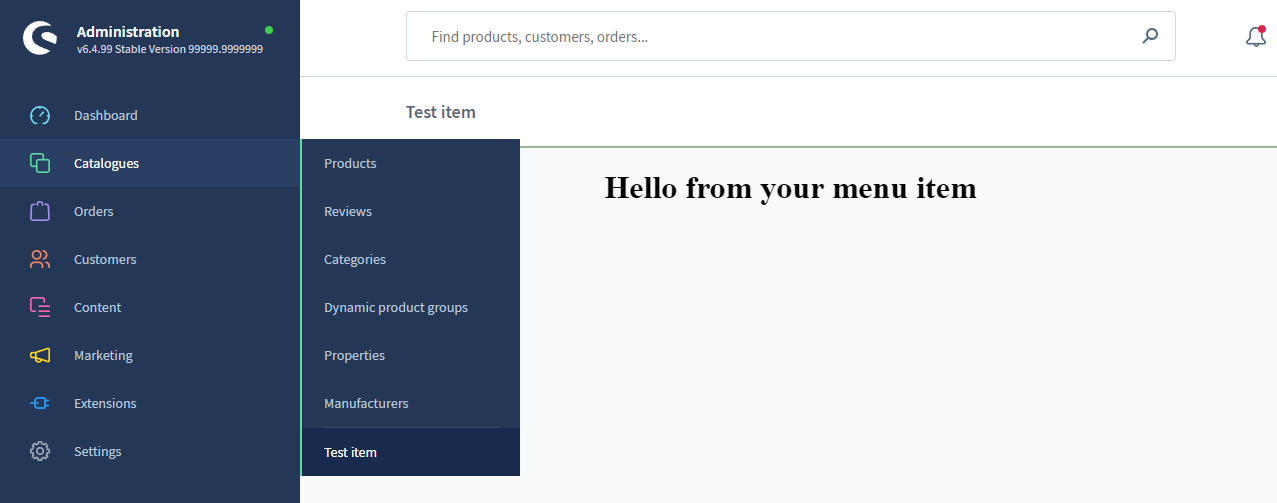 Administration
v6.4.99 Stable Version 99999.9999999
Find products, customers, orders...
Test item
Dashboard
Catalogues
Orders
Customers
Content
Marketing
Extensions
Settings
Products
Reviews
Categories
Dynamic product groups
Properties
Manufacturers
Test item
Hello from your menu item